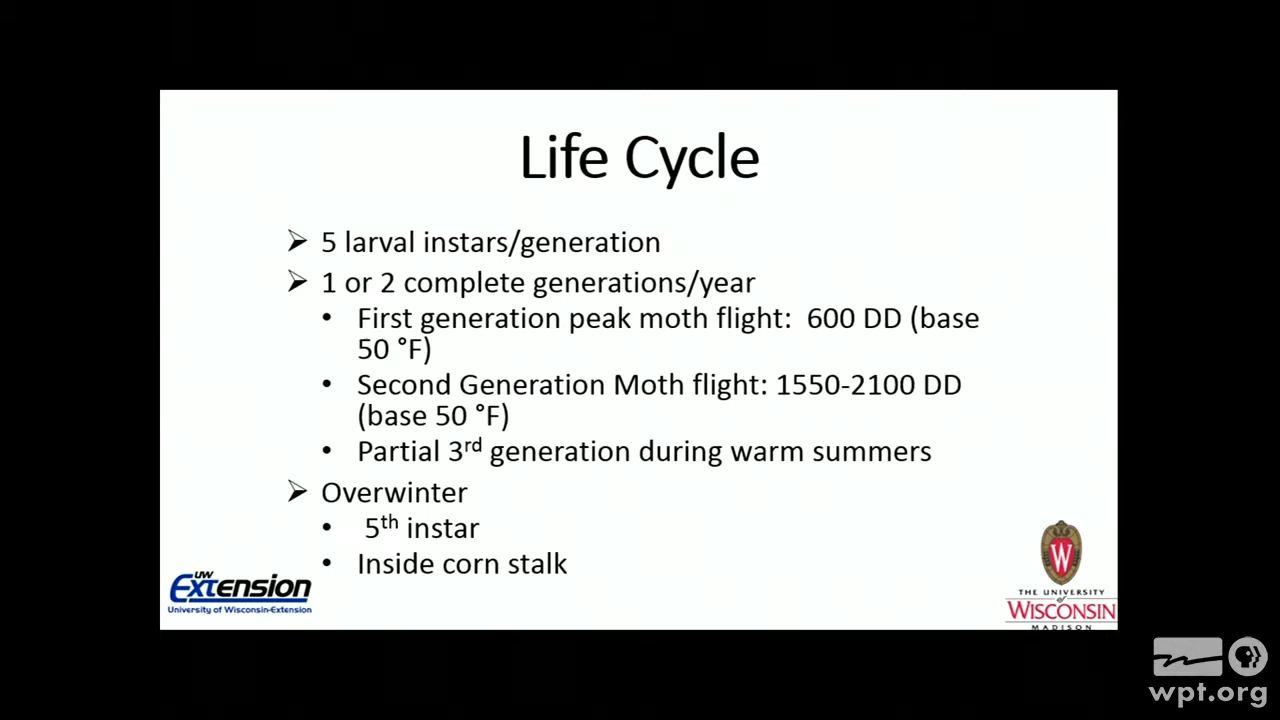 Life Cycle
➢ 5 larval instars/generation
➢ 1 or 2 complete generations/year
• First generation peak moth flight: 600 DD (base
50 °F)
• Second Generation Moth flight: 1550-2100 DD
(base 50 °F)
• Partial 3rd generation during warm summers
➢ Overwinter
• 5th instar
• Inside corn stalk
UW
Extension
University of Wisconsin-Extension
W
THE UNIVERSITY
of
WISCONSIN
MADISON
wpt.org